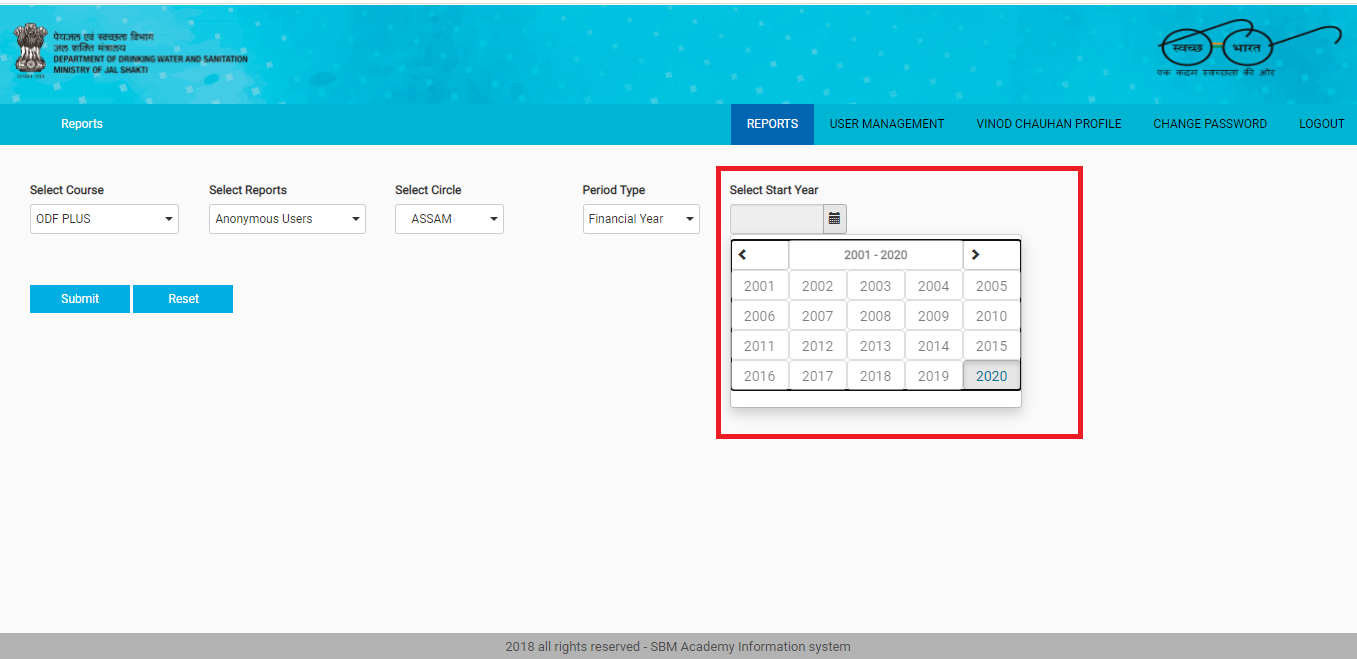 पेयजल एवं स्वच्छता विभाग
जल शक्ति मंत्रालय
DEPARTMENT OF DRINKING WATER AND SANITATION
MINISTRY OF JAL SHAKTI
स्वच्छ भारत
एक कदम स्वच्छता की ओर
Reports
REPORTS USER MANAGEMENT VINOD CHAUHAN PROFILE CHANGE PASSWORD LOGOUT
Select Course Select Reports Select Circle Period Type Select Start Year
ODF PLUS Anonymous Users ASSAM Financial Year
2001 - 2020
2001 2002 2003 2004 2005
2006 2007 2008 2009 2010
2011 2012 2013 2014 2015
2016 2017 2018 2019 2020
Submit Reset
2018 all rights reserved - SBM Academy Information system